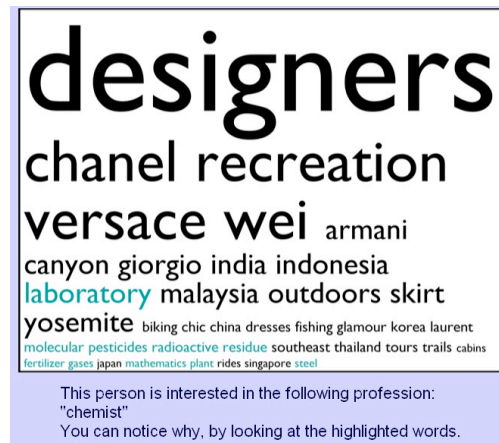 designers
chanel recreation
versace wei armani
canyon giorgio india indonesia
laboratory malaysia outdoors skirt
yosemite biking chic china dresses fishing glamour korea laurent
molecular pesticides radioactive residue southeast thailand tours trails cabins
fertilizer gases japan mathematics plant rides singapore steel
This person is interested in the following profession:
"chemist"
You can notice why, by looking at the highlighted words.